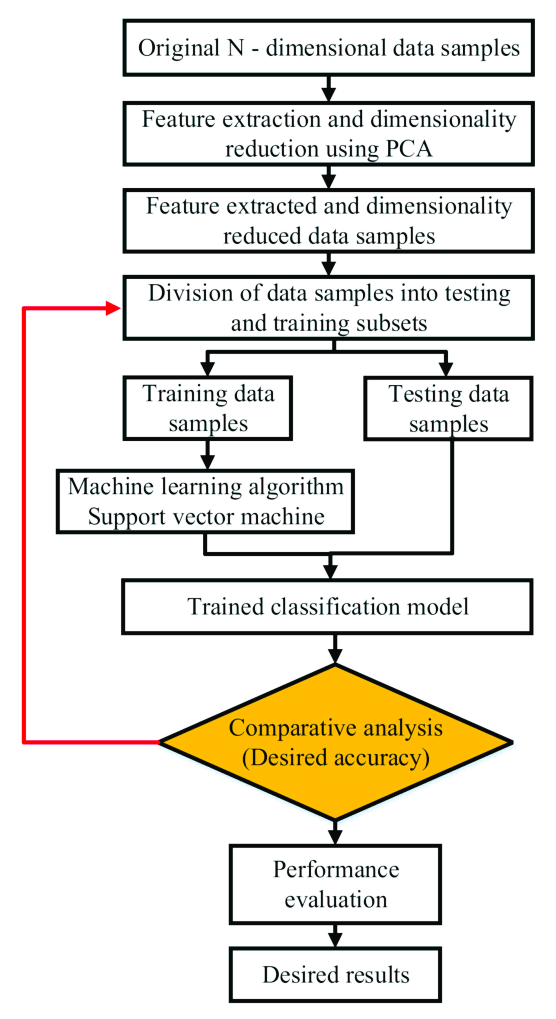 Original N - dimensional data samples
Feature extraction and dimensionality
reduction using PCA
Feature extracted and dimensionality
reduced data samples
Division of data samples into testing
and training subsets
Training data
samples
Testing data
samples
Machine learning algorithm
Support vector machine
Trained classification model
Comparative analysis
(Desired accuracy)
Performance
evaluation
Desired results